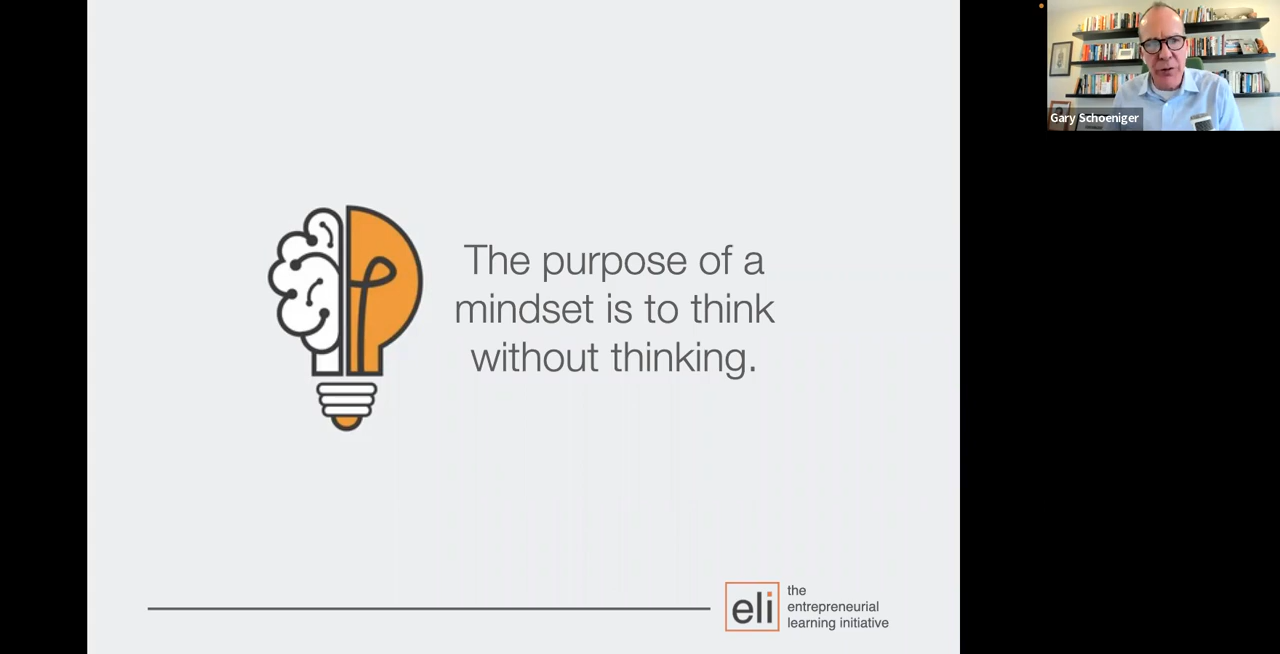 Gary Schoeniger
The purpose of a
mindset is to think
without thinking.
eli
the
entrepreneurial
learning initiative